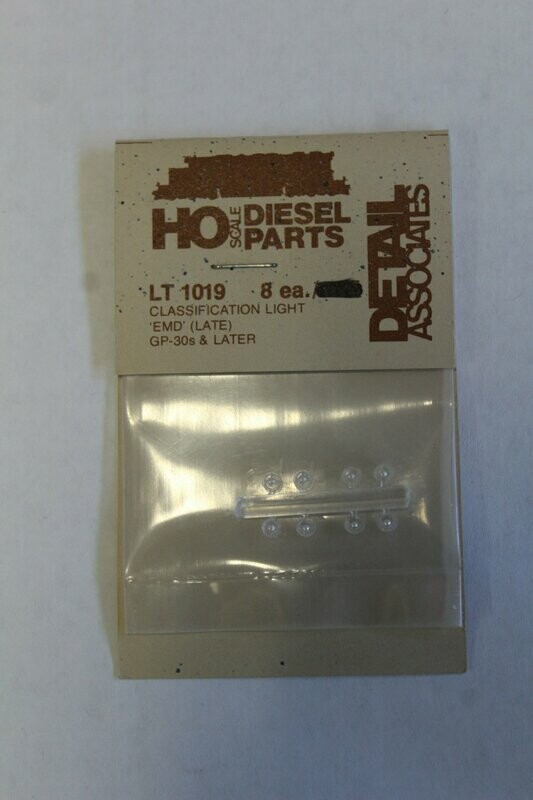 HO SCALE DIESEL PARTS
DETAIL ASSOCIATES
LT 1019 8 ea.
CLASSIFICATION LIGHT
'EMD' (LATE)
GP-30s & LATER